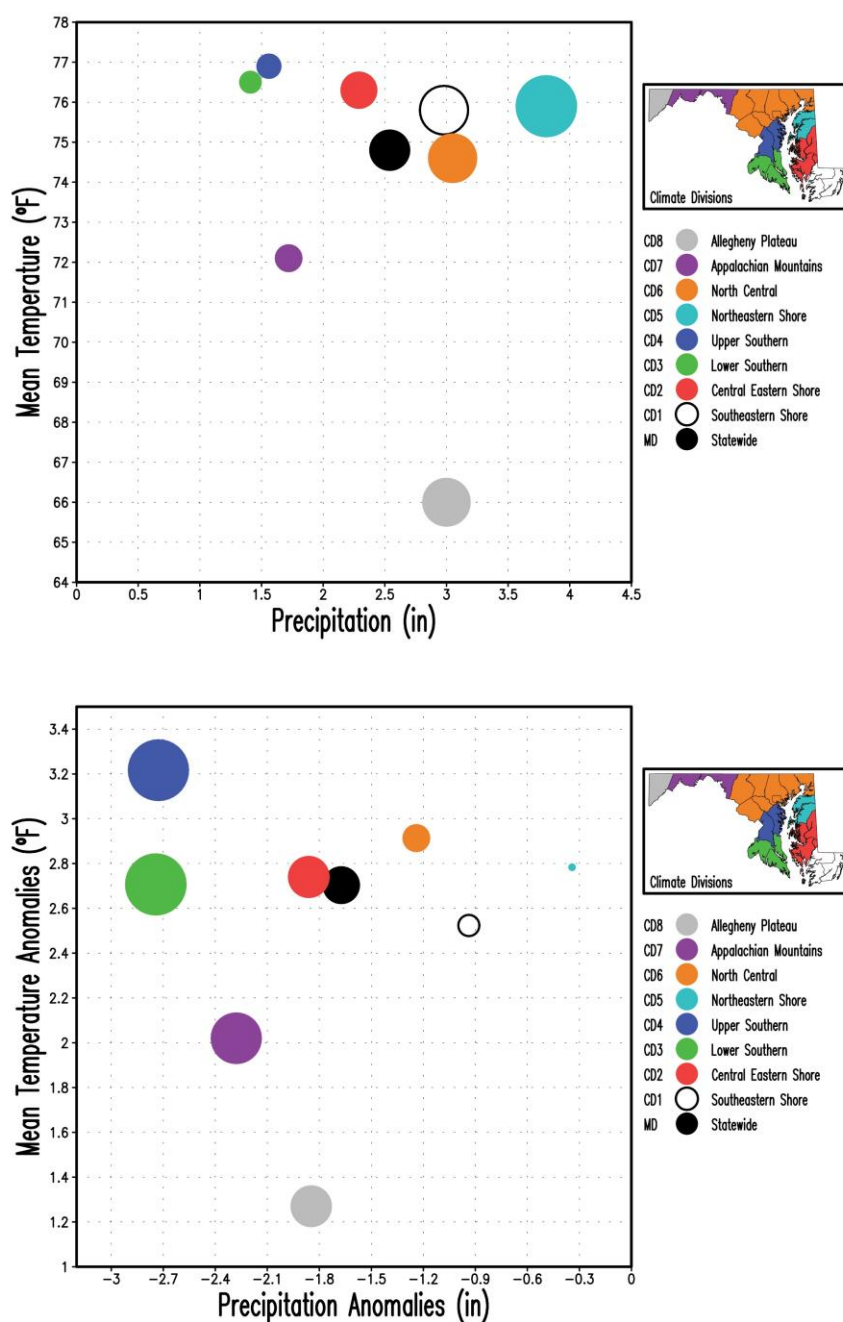 78
77
76
75
74
73
72
71
70
69
68
67
66
65
64
Mean Temperature (°F)
0 0.5 1 1.5 2 2.5 3 3.5 4 4.5
Precipitation (in)
Climate Divisions
CD8 Allegheny Plateau
CD7 Appalachian Mountains
CD6 North Central
CD5 Northeastern Shore
CD4 Upper Southern
CD3 Lower Southern
CD2 Central Eastern Shore
CD1 Southeastern Shore
MD Statewide
3.4
3.2
3
2.8
2.6
2.4
2.2
2
1.8
1.6
1.4
1.2
1
Mean Temperature Anomalies (°F)
-3 -2.7 -2.4 -2.1 -1.8 -1.5 -1.2 -0.9 -0.6 -0.3 0
Precipitation Anomalies (in)
Climate Divisions
CD8 Allegheny Plateau
CD7 Appalachian Mountains
CD6 North Central
CD5 Northeastern Shore
CD4 Upper Southern
CD3 Lower Southern
CD2 Central Eastern Shore
CD1 Southeastern Shore
MD Statewide